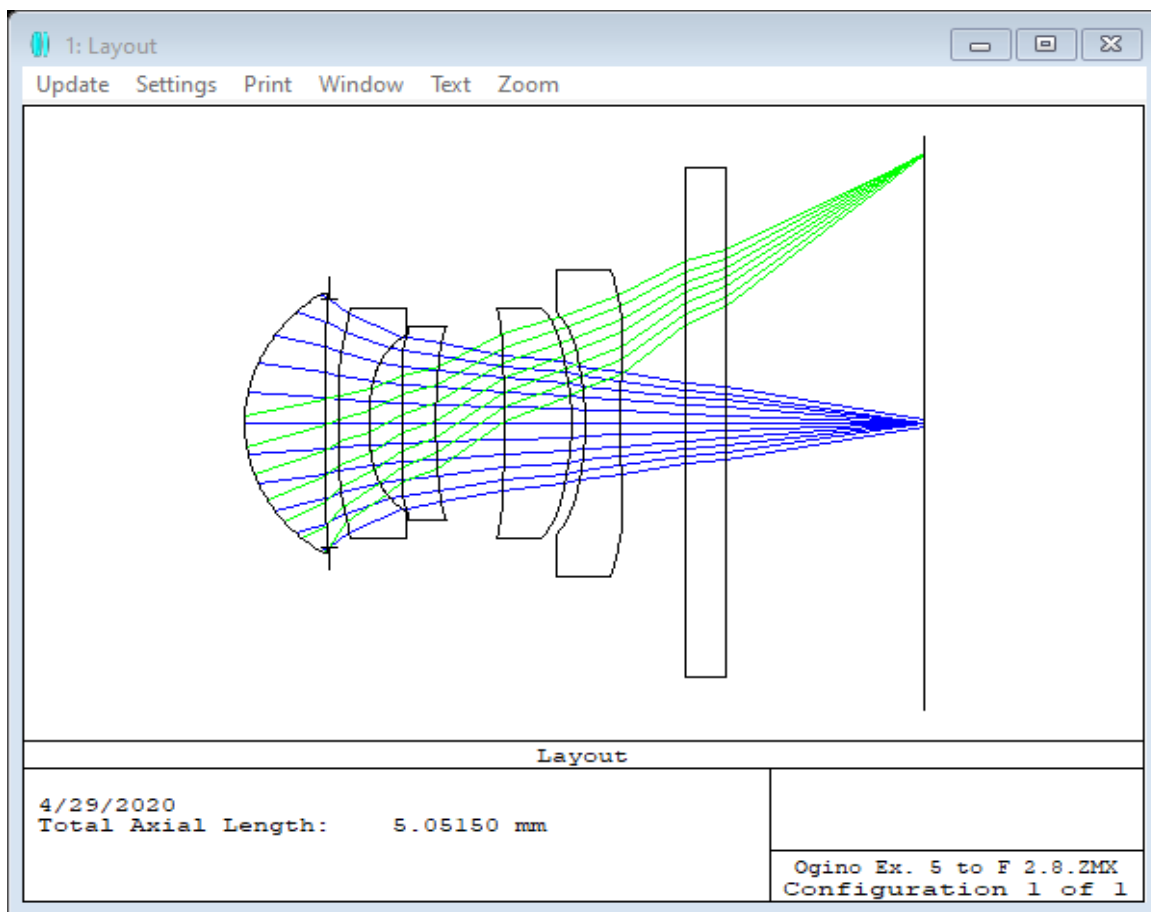 1: Layout
Update Settings Print Window Text Zoom
Layout
4/29/2020
Total Axial Length: 5.05150 mm
Ogino Ex. 5 to F 2.8.ZMX
Configuration 1 of 1